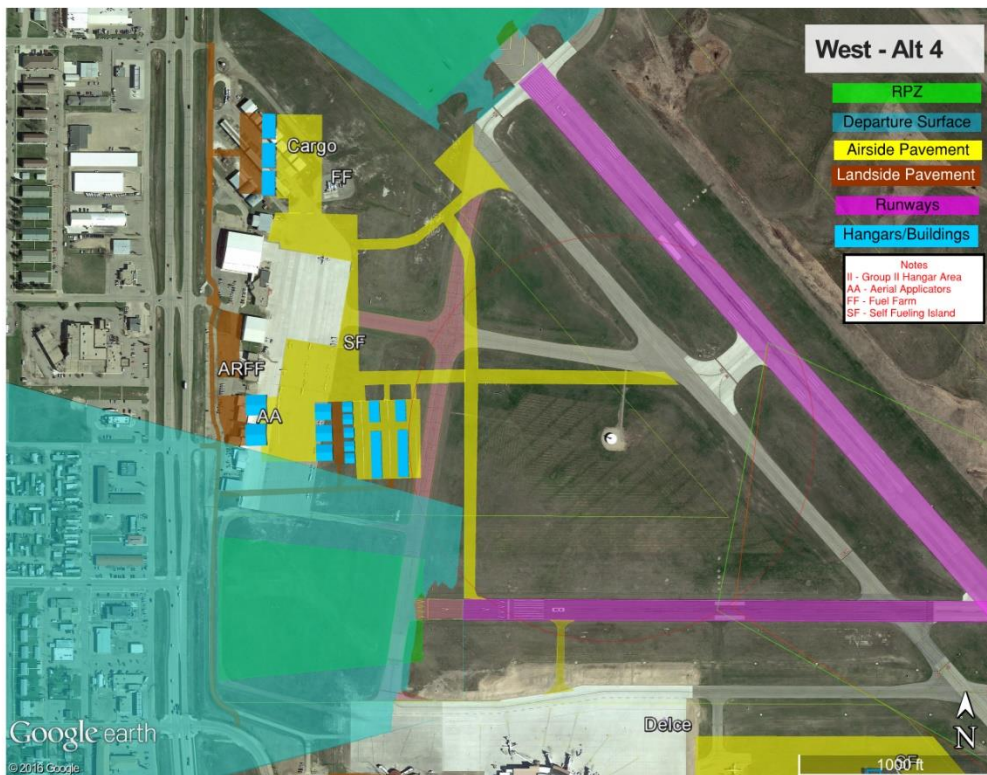 West - Alt 4
RPZ
Departure Surface
Airside Pavement
Landside Pavement
Runways
Hangars/Buildings
Notes
II - Group II Hangar Area
AA - Aerial Applicators
FF - Fuel Farm
SF - Self Fueling Island
Cargo
FF
SF
ARFF
AA
DeIce
N
Google earth
© 2016 Google
1000 ft